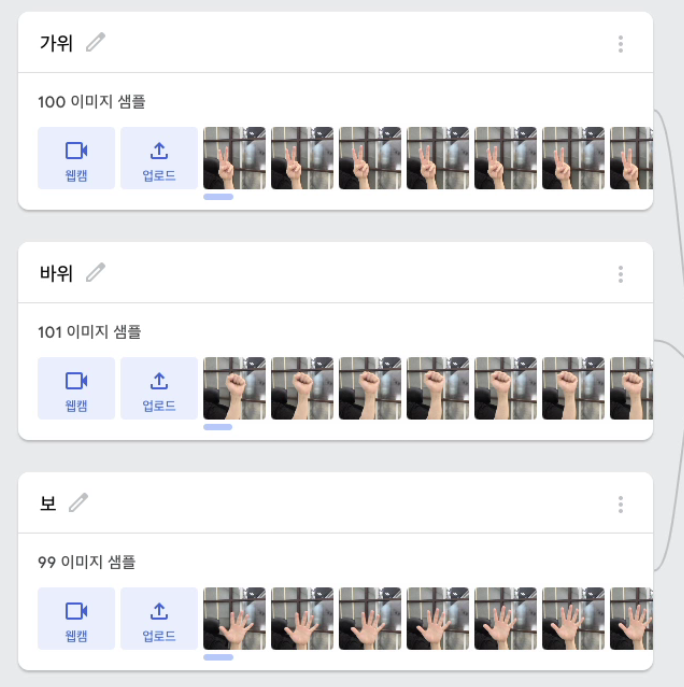 가위
100 이미지 샘플
웹캠 업로드
바위
101 이미지 샘플
웹캠 업로드
보
99 이미지 샘플
웹캠 업로드